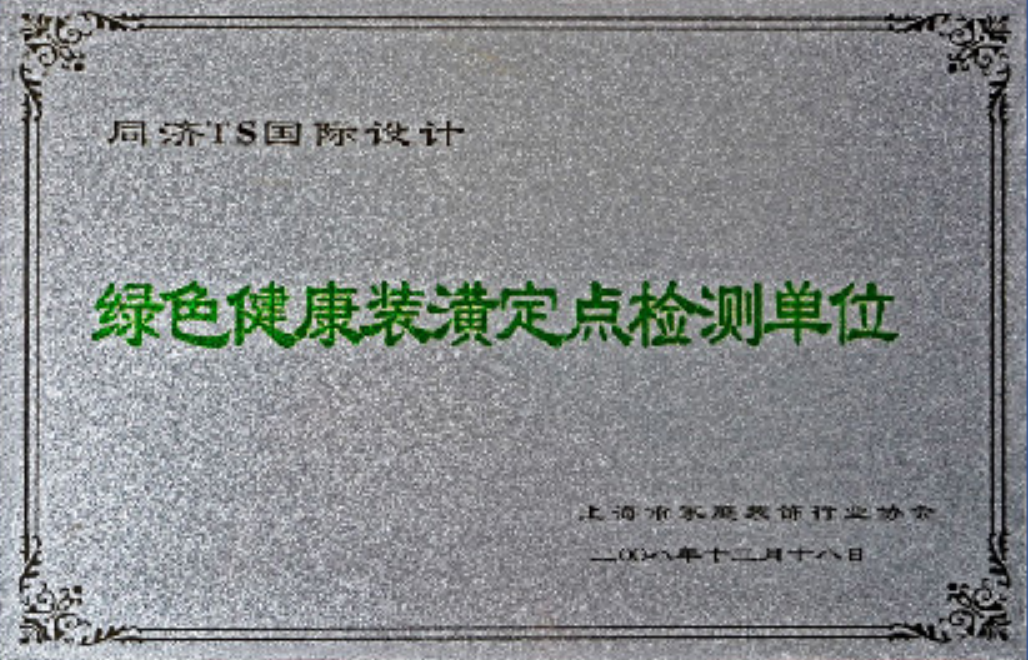 同济TS国际设计
绿色健康装潢定点检测单位
上海市家庭装饰行业协会
二〇〇八年十二月十八日